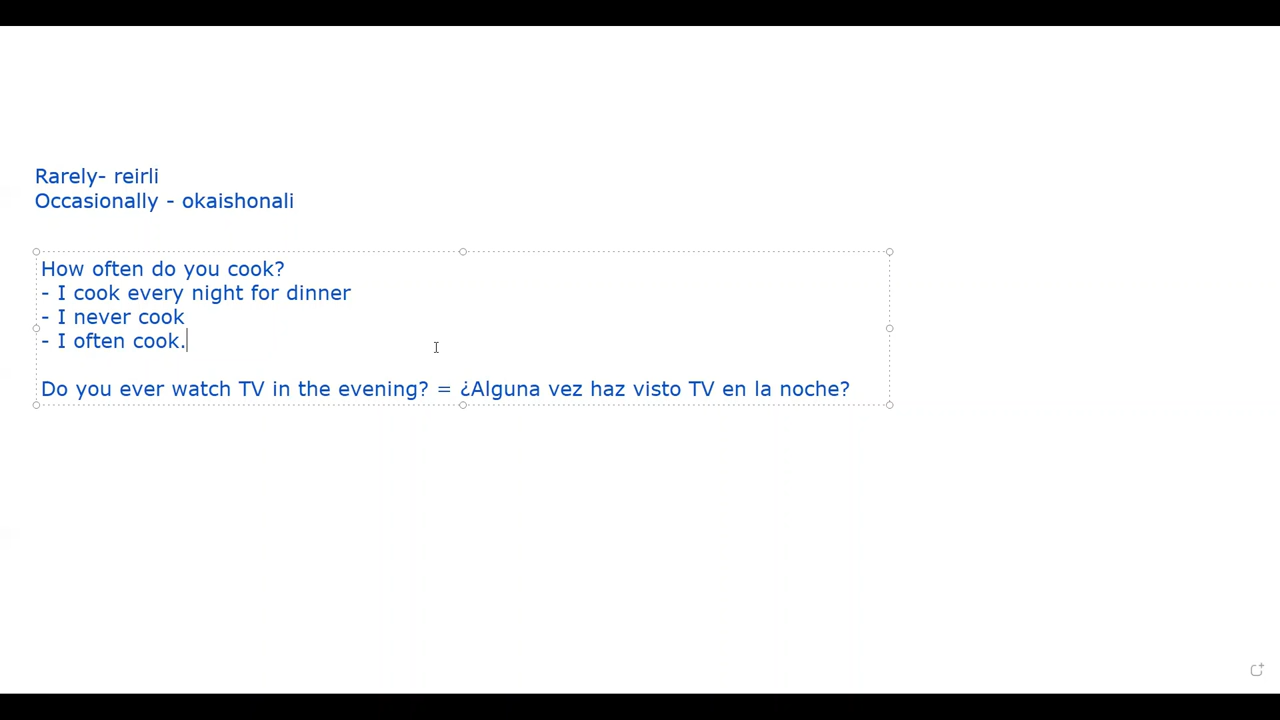 Rarely- reirli
Occasionally - okaishonali
How often do you cook?
- I cook every night for dinner
- I never cook
- I often cook.
Do you ever watch TV in the evening? = ¿Alguna vez haz visto TV en la noche?